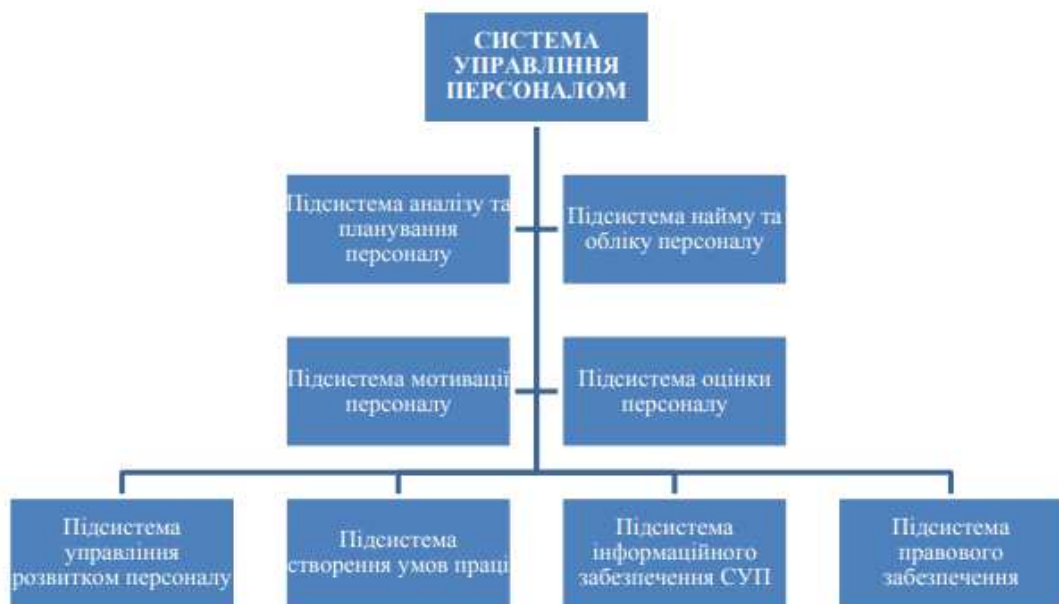 СИСТЕМА
УПРАВЛІННЯ
ПЕРСОНАЛОМ
Підсистема аналізу та
планування
персоналу
Підсистема найму та
обліку персоналу
Підсистема мотивації
персоналу
Підсистема оцінки
персоналу
Підсистема
управління
розвитком персоналу
Підсистема
створення умов праці
Підсистема
інформаційного
забезпечення СУП
Підсистема
правового
забезпечення